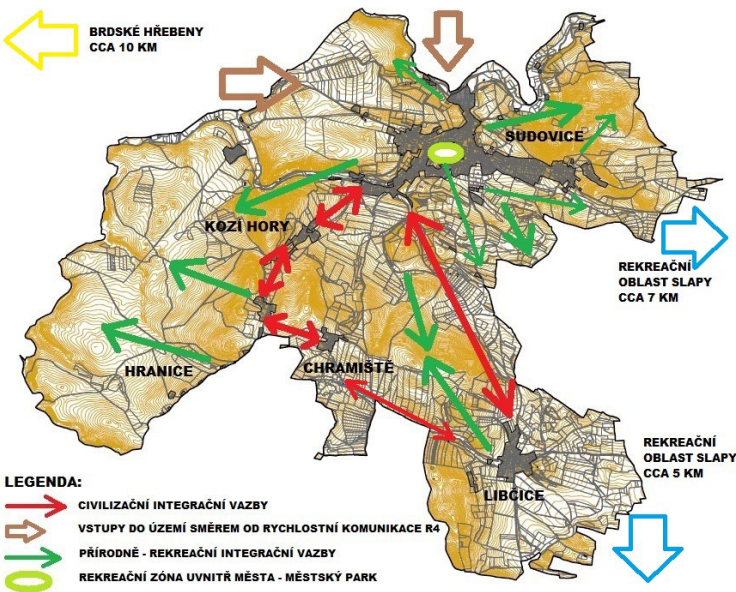 BRDSKÉ HŘEBENY
CCA 10 KM
SUDOVICE
KOZÍ HORY
REKREAČNÍ
OBLAST SLAPY
CCA 7 KM
HRANICE
CHRAMIŠTĚ
REKREAČNÍ
OBLAST SLAPY
CCA 5 KM
LIBČICE
LEGENDA:
CIVILIZAČNÍ INTEGRAČNÍ VAZBY
VSTUPY DO ÚZEMÍ SMĚREM OD RYCHLOSTNÍ KOMUNIKACE R4
PŘÍRODNĚ - REKREAČNÍ INTEGRAČNÍ VAZBY
REKREAČNÍ ZÓNA UVNITŘ MĚSTA - MĚSTSKÝ PARK